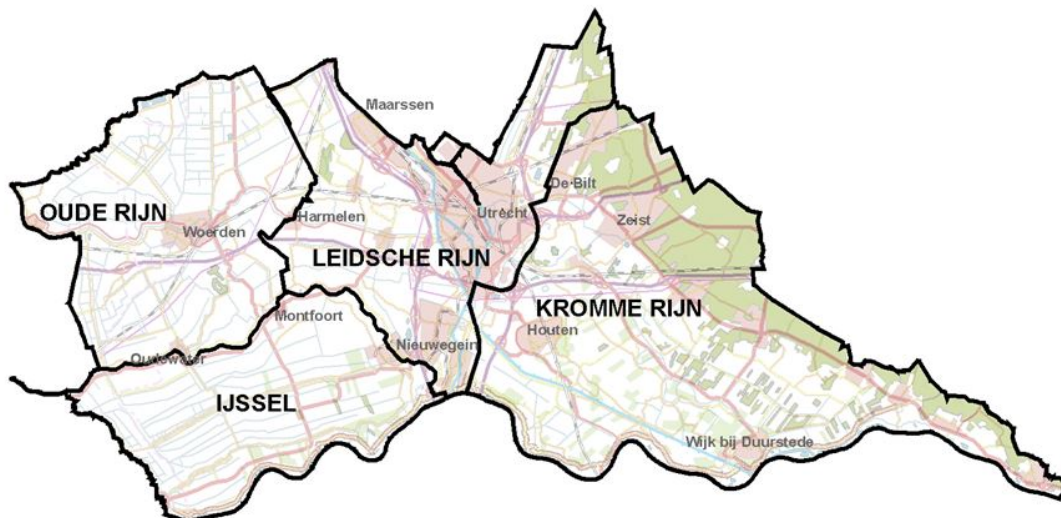 Maarssen
De Bilt
OUDE RIJN
Harmelen
Utrecht
Zeist
Woerden
LEIDSCHE RIJN
KROMME RIJN
Montfoort
Houten
Nieuwegein
Oudewater
IJSSEL
Wijk bij Duurstede